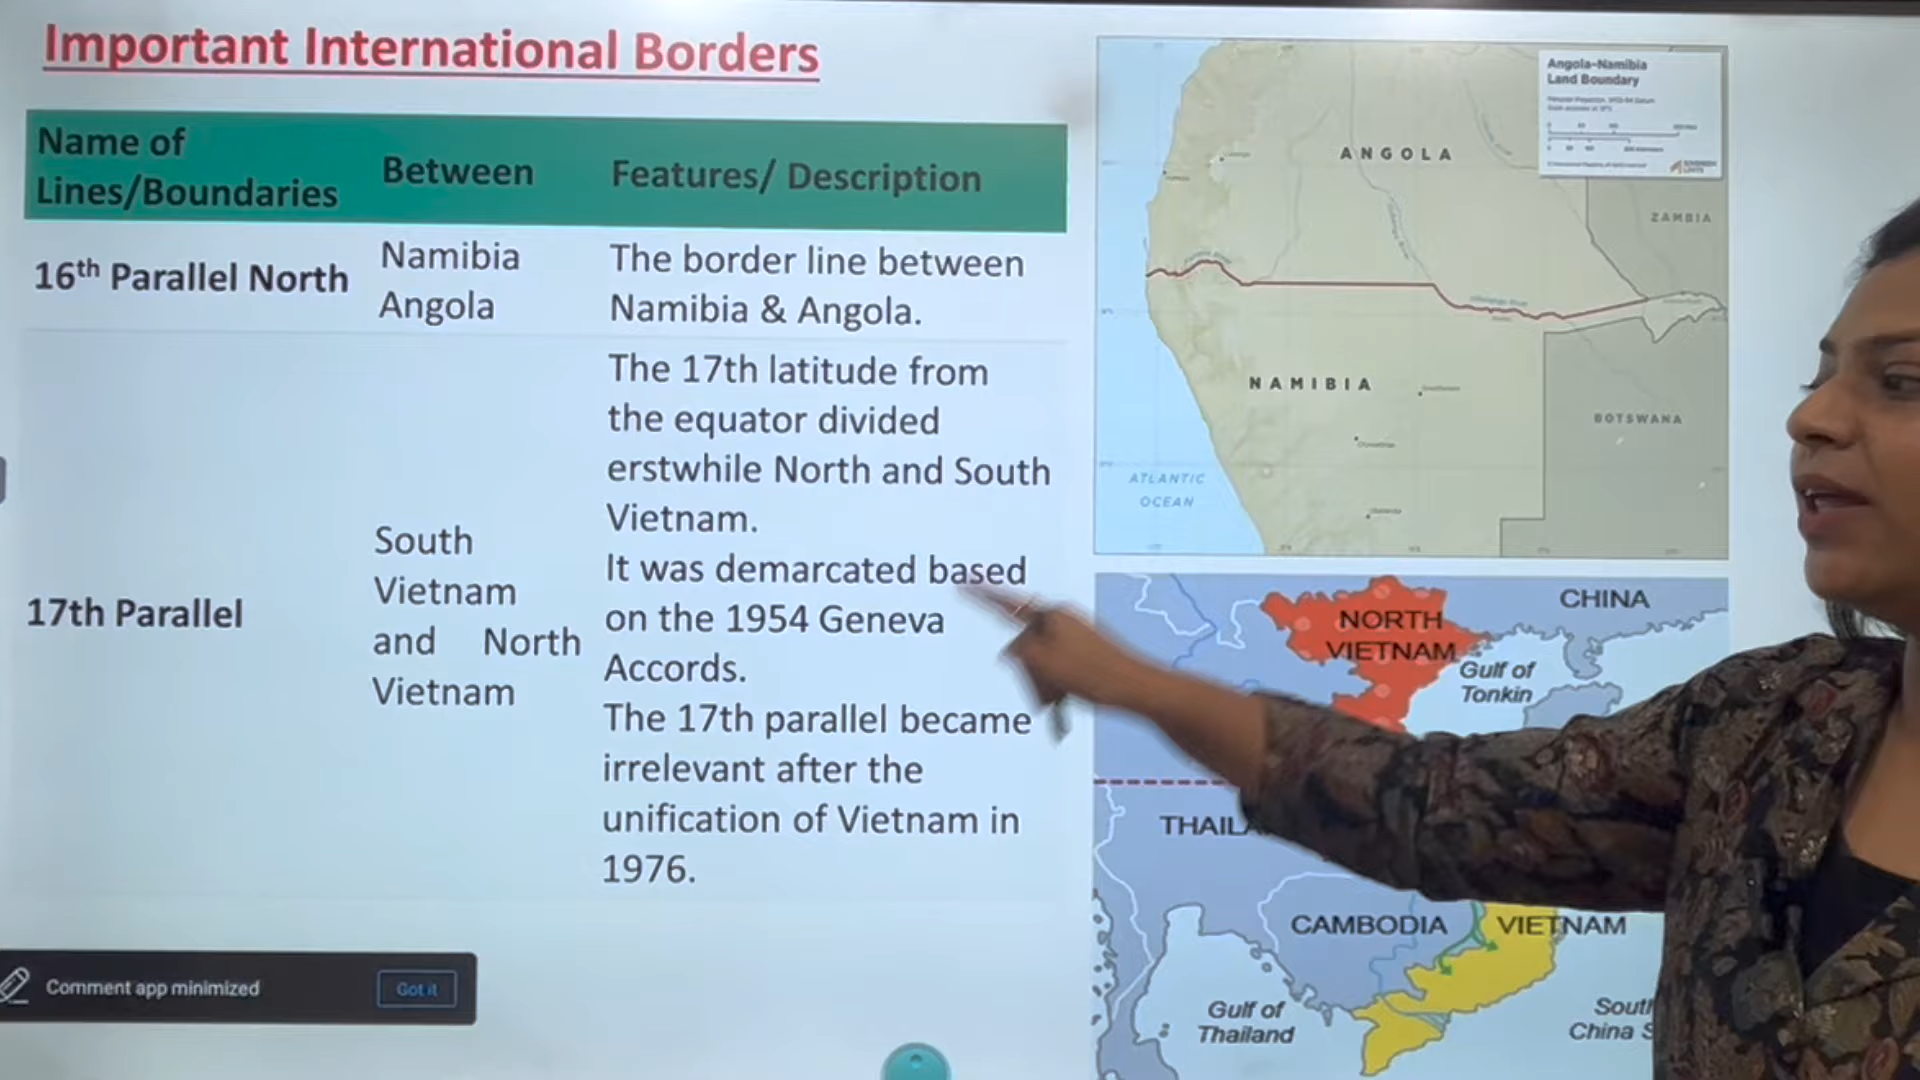 Important International Borders
Name of
Lines/Boundaries
Between
Features/ Description
16th Parallel North
Namibia
Angola
The border line between
Namibia & Angola.
17th Parallel
South
Vietnam
and North
Vietnam
The 17th latitude from
the equator divided
erstwhile North and South
Vietnam.
It was demarcated based
on the 1954 Geneva
Accords.
The 17th parallel became
irrelevant after the
unification of Vietnam in
1976.
Angola-Namibia
Land Boundary
ANGOLA
ZAMBIA
NAMIBIA
BOTSWANA
ATLANTIC
OCEAN
CHINA
NORTH
VIETNAM
Gulf of
Tonkin
THAILA
CAMBODIA
VIETNAM
Gulf of
Thailand
South
China S
Comment app minimized
Got it